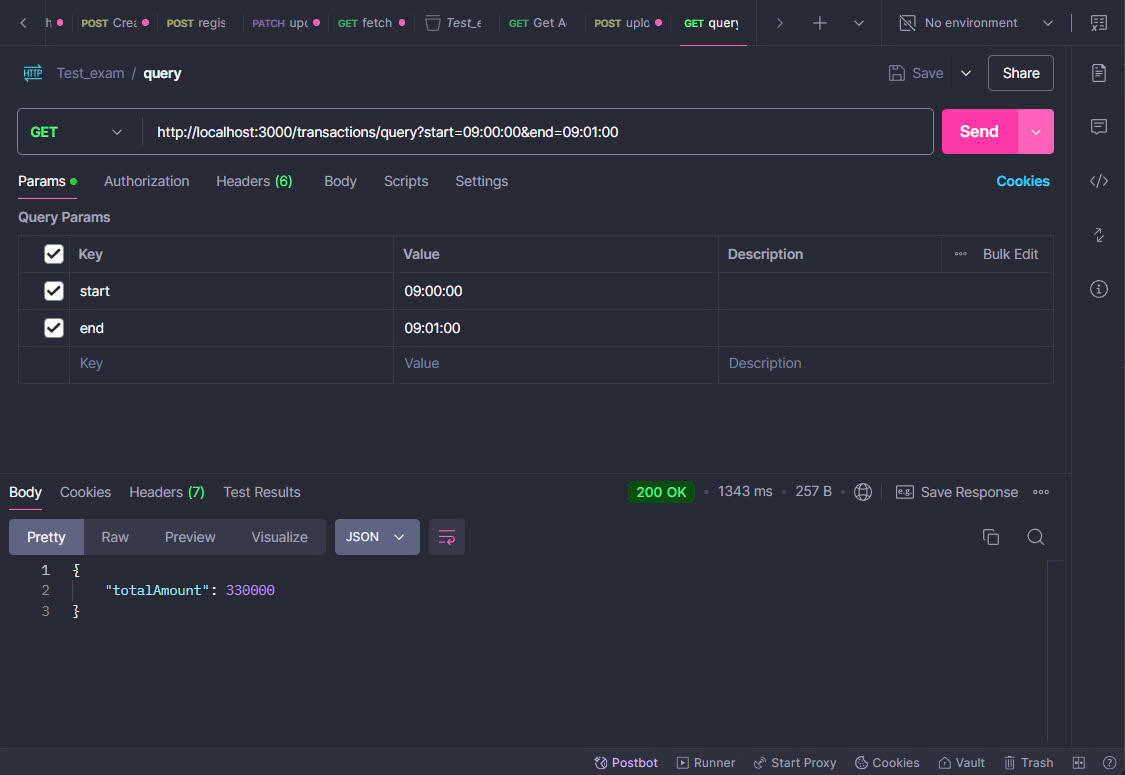 POST Crea POST regis PATCH upd GET fetch Test_e GET Get A POST uplo GET query No environment
HTTP Test_exam / query Save Share
GET http://localhost:3000/transactions/query?start=09:00:00&end=09:01:00 Send
Params Authorization Headers (6) Body Scripts Settings Cookies
Query Params
Key Value Description Bulk Edit
start 09:00:00
end 09:01:00
Key Value Description
Body Cookies Headers (7) Test Results 200 OK 1343 ms 257 B e.g. Save Response
Pretty Raw Preview Visualize JSON
1 {
2 "totalAmount": 330000
3 }
Postbot Runner Start Proxy Cookies Vault Trash